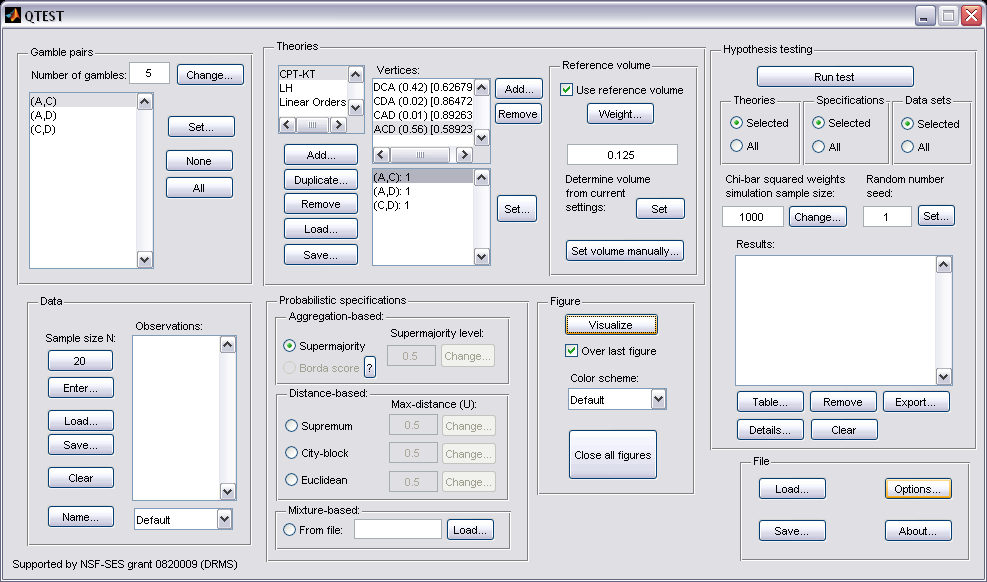 QTEST
Gamble pairs
Number of gambles: 5 Change...
(A,C)
(A,D)
(C,D)
Set...
None
All
Theories
CPT-KT
LH
Linear Orders
Add...
Duplicate...
Remove
Load...
Save...
Vertices:
DCA (0.42) [0.62679
CDA (0.02) [0.86472
CAD (0.01) [0.89263
ACD (0.56) [0.58923
Add...
Remove
(A,C): 1
(A,D): 1
(C,D): 1
Set...
Reference volume
Use reference volume
Weight...
0.125
Determine volume
from current
settings:
Set
Set volume manually...
Hypothesis testing
Run test
Theories
Selected
All
Specifications
Selected
All
Data sets
Selected
All
Chi-bar squared weights
simulation sample size:
1000 Change...
Random number
seed:
1 Set...
Results:
Table... Remove Export...
Details... Clear
Data
Sample size N:
20
Enter...
Load...
Save...
Clear
Name...
Observations:
Default
Probabilistic specifications
Aggregation-based:
Supermajority
Borda score ?
Supermajority level:
0.5 Change...
Distance-based:
Max-distance (U):
Supremum 0.5 Change...
City-block 0.5 Change...
Euclidean 0.5 Change...
Mixture-based:
From file: Load...
Figure
Visualize
Over last figure
Color scheme:
Default
Close all figures
File
Load... Options...
Save... About...
Supported by NSF-SES grant 0820009 (DRMS)